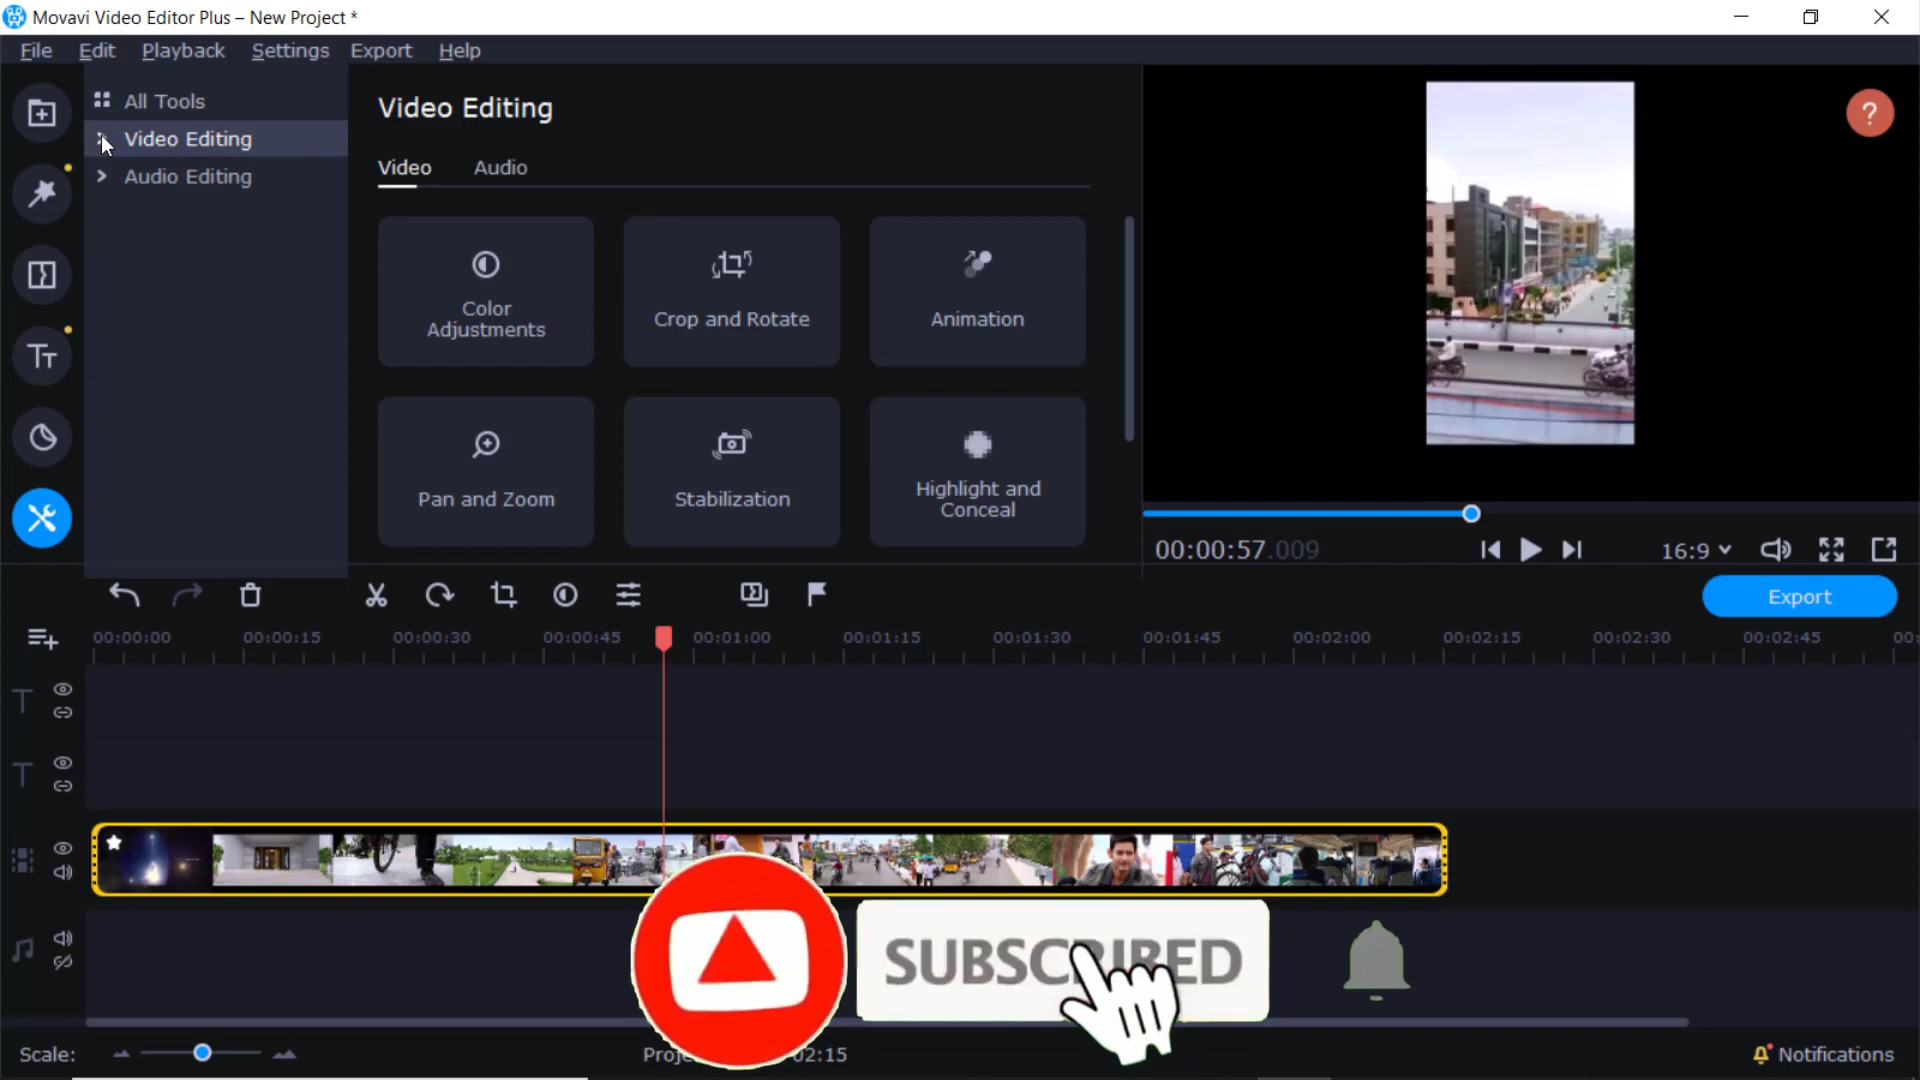 Movavi Video Editor Plus – New Project *
File Edit Playback Settings Export Help
All Tools
Video Editing
Audio Editing
Video Editing
Video Audio
Color
Adjustments
Crop and Rotate
Animation
Pan and Zoom
Stabilization
Highlight and
Conceal
?
00:00:57.009
16:9
Export
00:00:00 00:00:15 00:00:30 00:00:45 00:01:00 00:01:15 00:01:30 00:01:45 00:02:00 00:02:15 00:02:30 00:02:45 00:
SUBSCRIBED
Scale:
02:15
Notifications